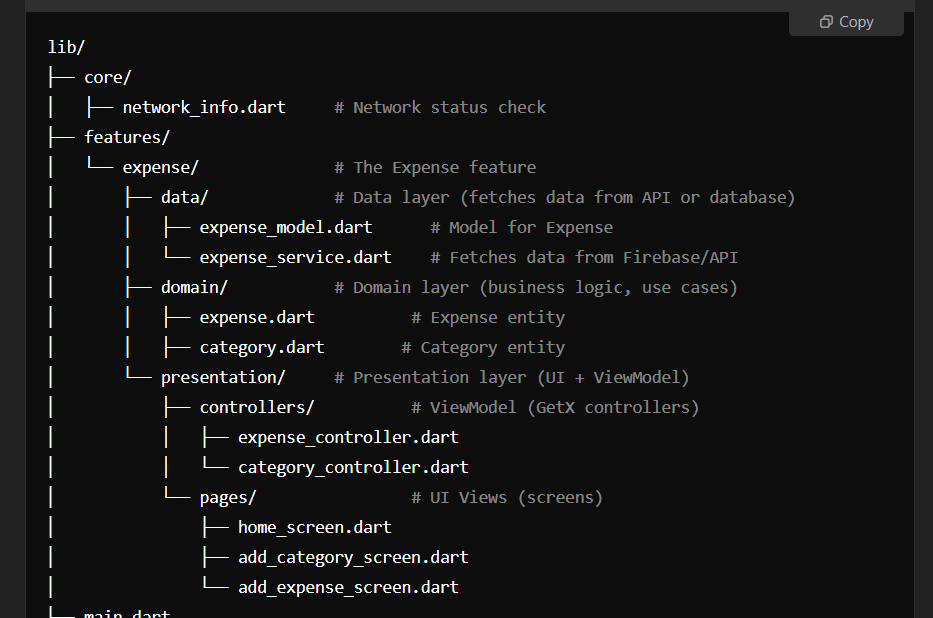 Copy
lib/
├── core/
│   ├── network_info.dart     # Network status check
├── features/
│   └── expense/              # The Expense feature
│       ├── data/             # Data layer (fetches data from API or database)
│       │   ├── expense_model.dart      # Model for Expense
│       │   └── expense_service.dart    # Fetches data from Firebase/API
│       ├── domain/           # Domain layer (business logic, use cases)
│       │   ├── expense.dart          # Expense entity
│       │   ├── category.dart        # Category entity
│       └── presentation/     # Presentation layer (UI + ViewModel)
│           ├── controllers/          # ViewModel (GetX controllers)
│           │   ├── expense_controller.dart
│           │   └── category_controller.dart
│           └── pages/                # UI Views (screens)
│               ├── home_screen.dart
│               ├── add_category_screen.dart
│               └── add_expense_screen.dart
└── main.dart